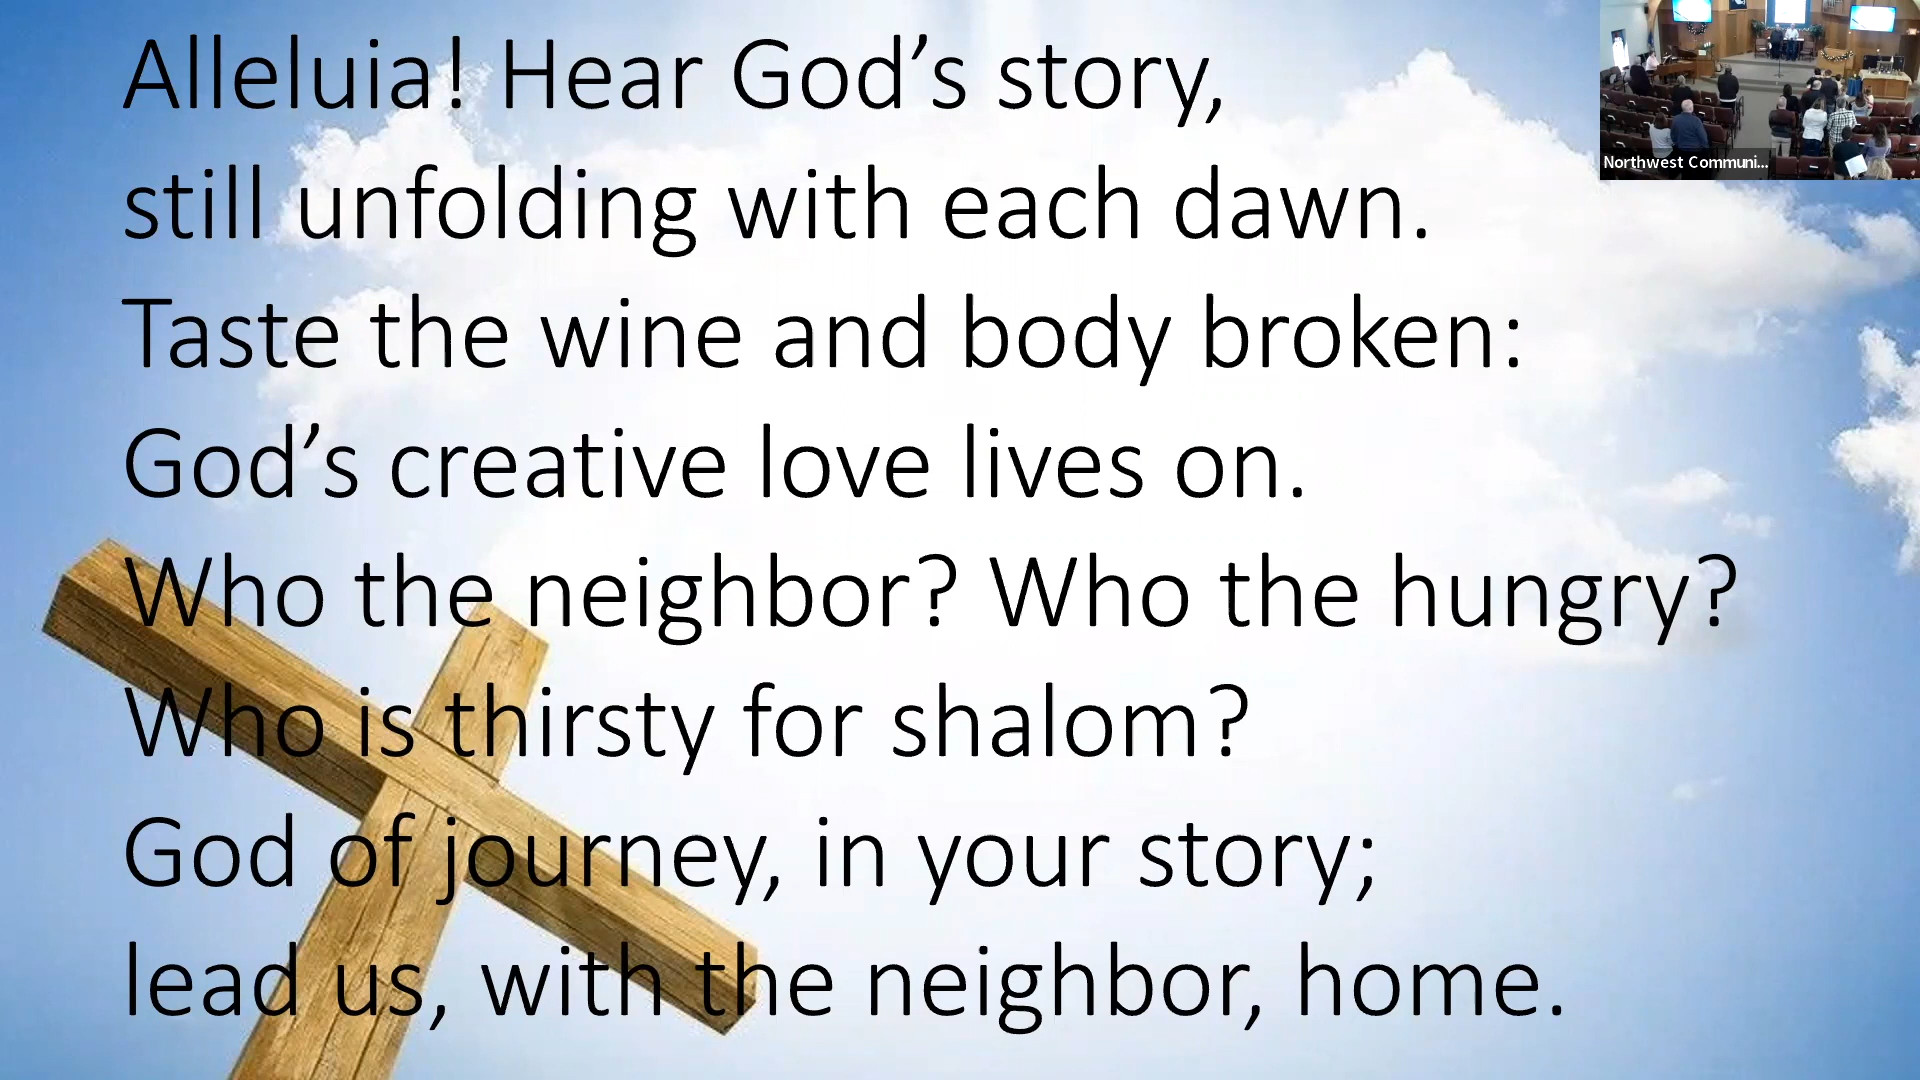 Alleluia! Hear God’s story,
still unfolding with each dawn.
Taste the wine and body broken:
God’s creative love lives on.
Who the neighbor? Who the hungry?
Who is thirsty for shalom?
God of journey, in your story;
lead us, with the neighbor, home.
Northwest Communi...